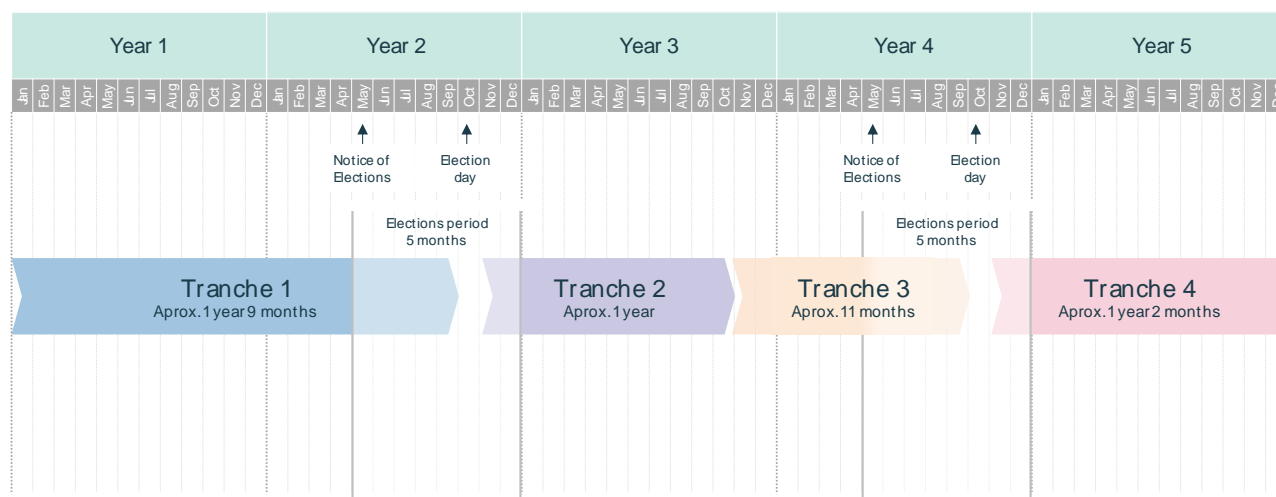 Year 1 Year 2 Year 3 Year 4 Year 5
Jan Feb Mar Apr May Jun Jul Aug Sep Oct Nov Dec Jan Feb Mar Apr May Jun Jul Aug Sep Oct Nov Dec Jan Feb Mar Apr May Jun Jul Aug Sep Oct Nov Dec Jan Feb Mar Apr May Jun Jul Aug Sep Oct Nov Dec Jan Feb Mar Apr May Jun Jul Aug Sep Oct Nov Dec
Notice of
Elections
Election
day
Notice of
Elections
Election
day
Elections period
5 months
Elections period
5 months
Tranche 1
Aprox. 1 year 9 months
Tranche 2
Aprox. 1 year
Tranche 3
Aprox. 11 months
Tranche 4
Aprox. 1 year 2 months